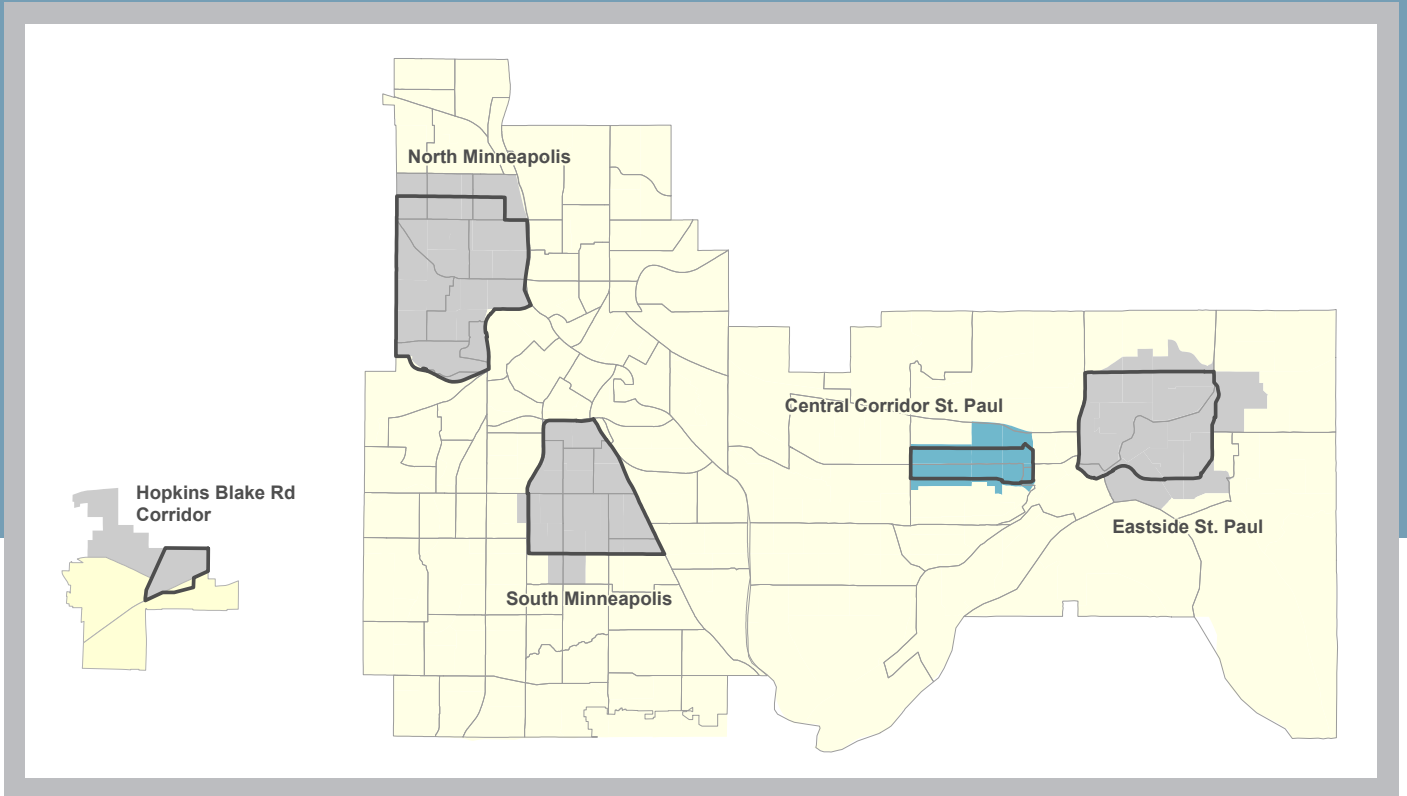 North Minneapolis
Central Corridor St. Paul
Hopkins Blake Rd
Corridor
Eastside St. Paul
South Minneapolis